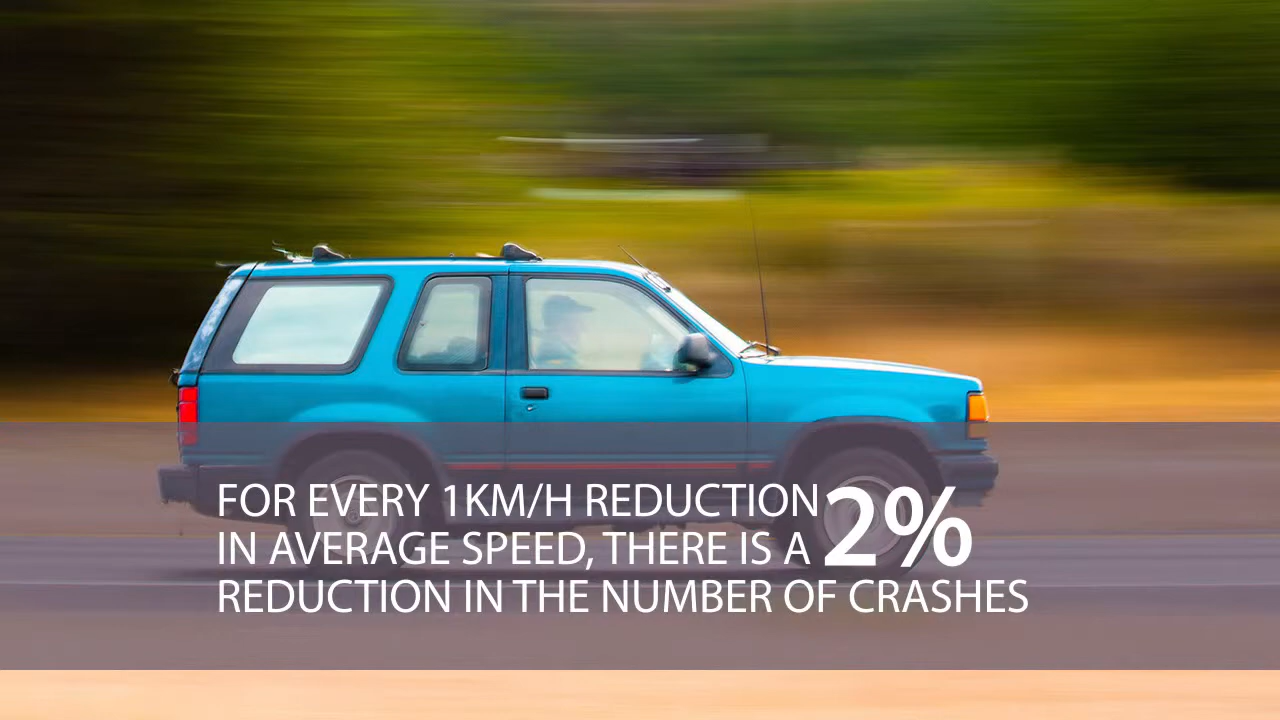 FOR EVERY 1KM/H REDUCTION
IN AVERAGE SPEED, THERE IS A 2%
REDUCTION IN THE NUMBER OF CRASHES